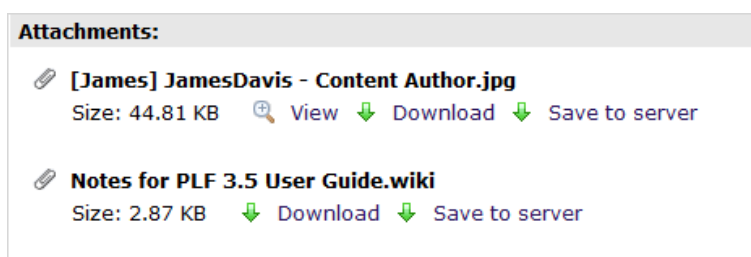 Attachments:
[James] JamesDavis - Content Author.jpg
Size: 44.81 KB View Download Save to server
Notes for PLF 3.5 User Guide.wiki
Size: 2.87 KB Download Save to server